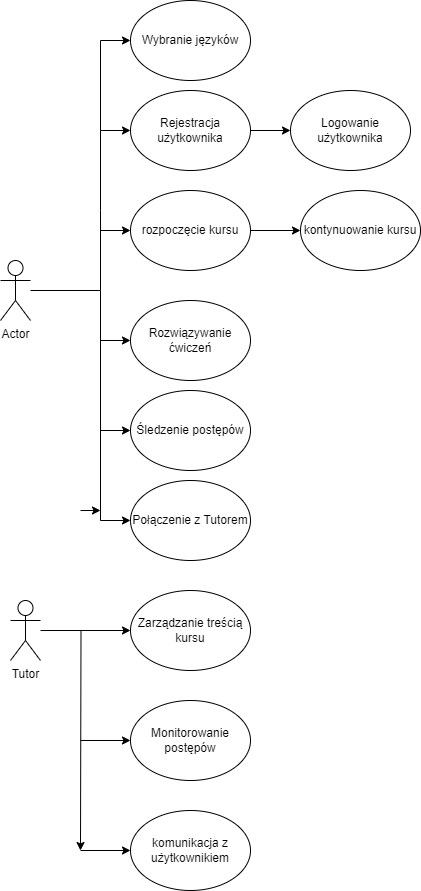 Wybranie języków
Rejestracja
użytkownika
Logowanie
użytkownika
rozpoczęcie kursu
kontynuowanie kursu
Actor
Rozwiązywanie
ćwiczeń
Śledzenie postępów
Połączenie z Tutorem
Zarządzanie treścią
kursu
Tutor
Monitorowanie
postępów
komunikacja z
użytkownikiem